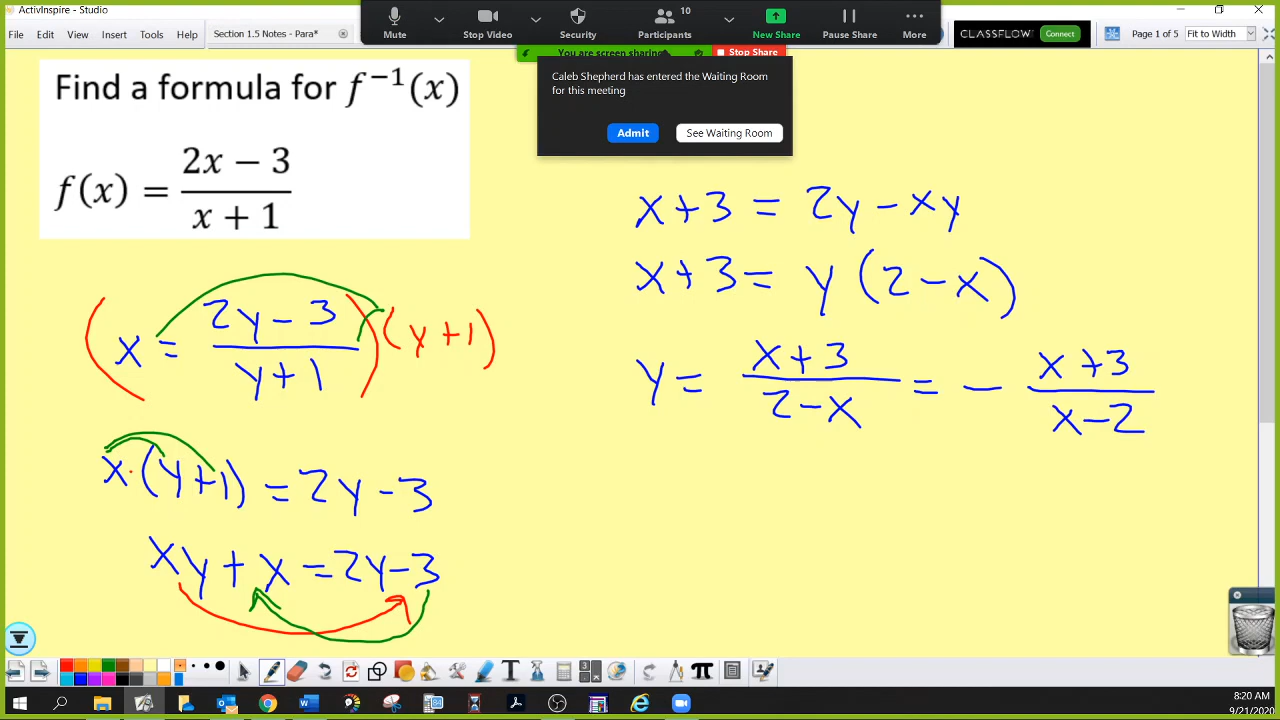 ActivInspire - Studio
File Edit View Insert Tools Help Section 1.5 Notes - Para*
Mute Stop Video Security 10 Participants New Share Pause Share More
CLASSFLOW Connect Page 1 of 5 Fit to Width
You are screen sharing Stop Share
Caleb Shepherd has entered the Waiting Room
for this meeting
Admit See Waiting Room
Find a formula for f⁻¹(x)
f(x) = (2x − 3)/(x + 1)
(x = (2y − 3)/(y + 1)) (y + 1)
x·(y+1) = 2y − 3
xy + x = 2y − 3
x + 3 = 2y − xy
x + 3 = y (2 − x)
y = (x + 3)/(2 − x) = − (x + 3)/(x − 2)
8:20 AM
9/21/2020